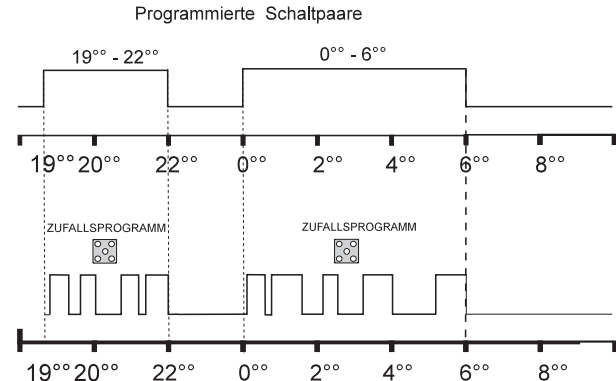 Programmierte Schaltpaare
19°° - 22°° 0°° - 6°°
19°° 20°° 22°° 0°° 2°° 4°° 6°° 8°°
ZUFALLSPROGRAMM ZUFALLSPROGRAMM
19°° 20°° 22°° 0°° 2°° 4°° 6°° 8°°